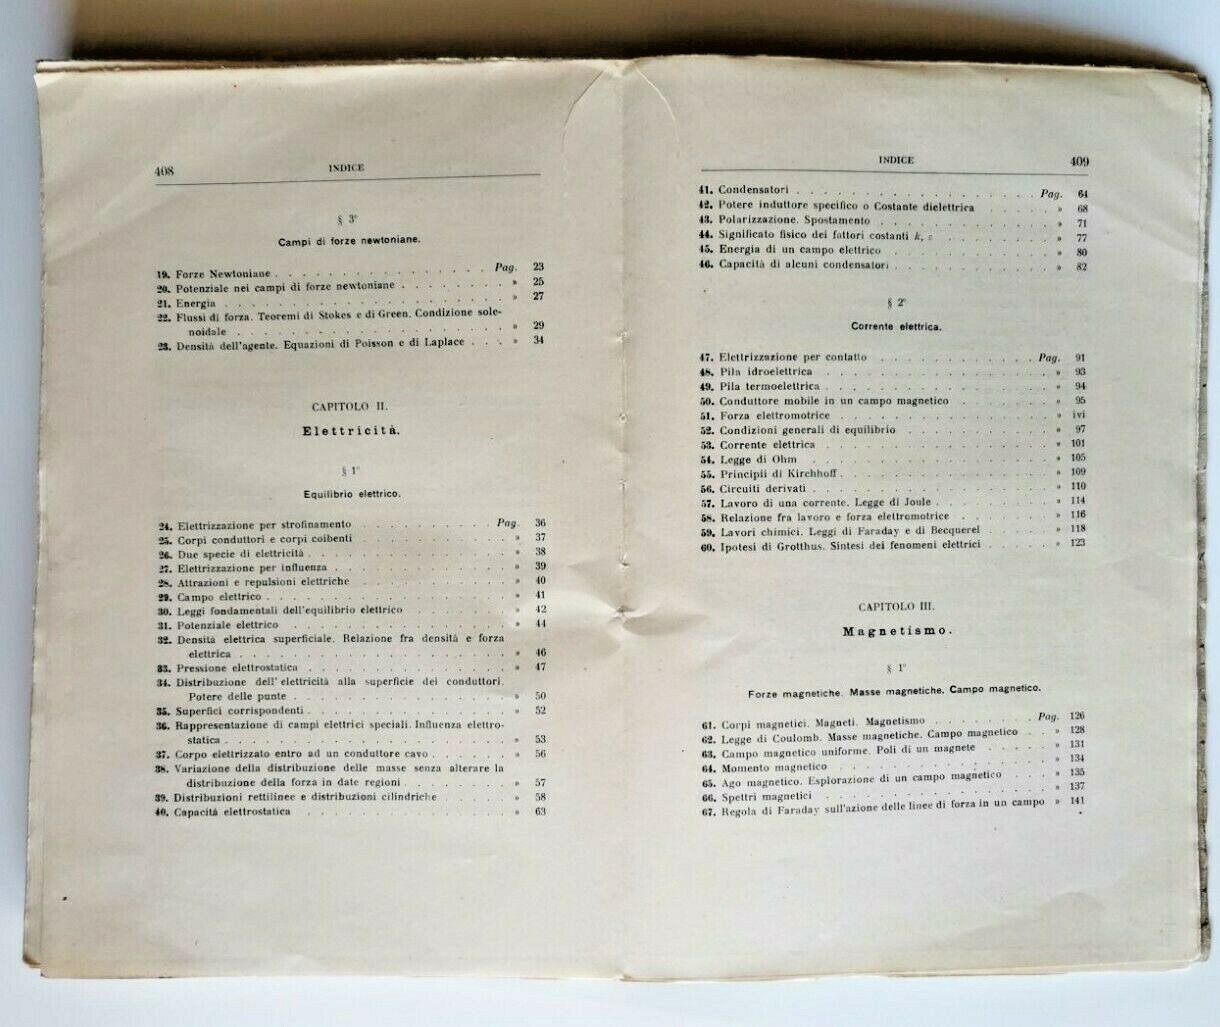 408 INDICE
§ 3º
Campi di forze newtoniane.
19. Forze Newtoniane . . . Pag. 23
20. Potenziale nei campi di forze newtoniane . . . » 25
21. Energia . . . » 27
22. Flussi di forza. Teoremi di Stokes e di Green. Condizione sole-
noidale . . . » 29
23. Densità dell'agente. Equazioni di Poisson e di Laplace . . . » 34
CAPITOLO II.
Elettricità.
§ 1º
Equilibrio elettrico.
24. Elettrizzazione per strofinamento . . . Pag. 36
25. Corpi conduttori e corpi coibenti . . . » 37
26. Due specie di elettricità . . . » 38
27. Elettrizzazione per influenza . . . » 39
28. Attrazioni e repulsioni elettriche . . . » 40
29. Campo elettrico . . . » 41
30. Leggi fondamentali dell'equilibrio elettrico . . . » 42
31. Potenziale elettrico . . . » 44
32. Densità elettrica superficiale. Relazione fra densità e forza
elettrica . . . » 46
33. Pressione elettrostatica . . . » 47
34. Distribuzione dell'elettricità alla superficie dei conduttori.
Potere delle punte . . . » 50
35. Superfici corrispondenti . . . » 52
36. Rappresentazione di campi elettrici speciali. Influenza elettro-
statica . . . » 53
37. Corpo elettrizzato entro ad un conduttore cavo . . . » 56
38. Variazione della distribuzione delle masse senza alterare la
distribuzione della forza in date regioni . . . » 57
39. Distribuzioni rettilinee e distribuzioni cilindriche . . . » 58
40. Capacità elettrostatica . . . » 63
INDICE 409
41. Condensatori . . . Pag. 64
42. Potere induttore specifico o Costante dielettrica . . . » 68
43. Polarizzazione. Spostamento . . . » 71
44. Significato fisico dei fattori costanti k, ε . . . » 77
45. Energia di un campo elettrico . . . » 80
46. Capacità di alcuni condensatori . . . » 82
§ 2º
Corrente elettrica.
47. Elettrizzazione per contatto . . . Pag. 91
48. Pila idroelettrica . . . » 93
49. Pila termoelettrica . . . » 94
50. Conduttore mobile in un campo magnetico . . . » 95
51. Forza elettromotrice . . . » ivi
52. Condizioni generali di equilibrio . . . » 97
53. Corrente elettrica . . . » 101
54. Legge di Ohm . . . » 105
55. Principii di Kirchhoff . . . » 109
56. Circuiti derivati . . . » 110
57. Lavoro di una corrente. Legge di Joule . . . » 114
58. Relazione fra lavoro e forza elettromotrice . . . » 116
59. Lavori chimici. Leggi di Faraday e di Becquerel . . . » 118
60. Ipotesi di Grotthus. Sintesi dei fenomeni elettrici . . . » 123
CAPITOLO III.
Magnetismo.
§ 1º
Forze magnetiche. Masse magnetiche. Campo magnetico.
61. Corpi magnetici. Magneti. Magnetismo . . . Pag. 126
62. Legge di Coulomb. Masse magnetiche. Campo magnetico . . . » 128
63. Campo magnetico uniforme. Poli di un magnete . . . » 131
64. Momento magnetico . . . » 134
65. Ago magnetico. Esplorazione di un campo magnetico . . . » 135
66. Spettri magnetici . . . » 137
67. Regola di Faraday sull'azione delle linee di forza in un campo » 141